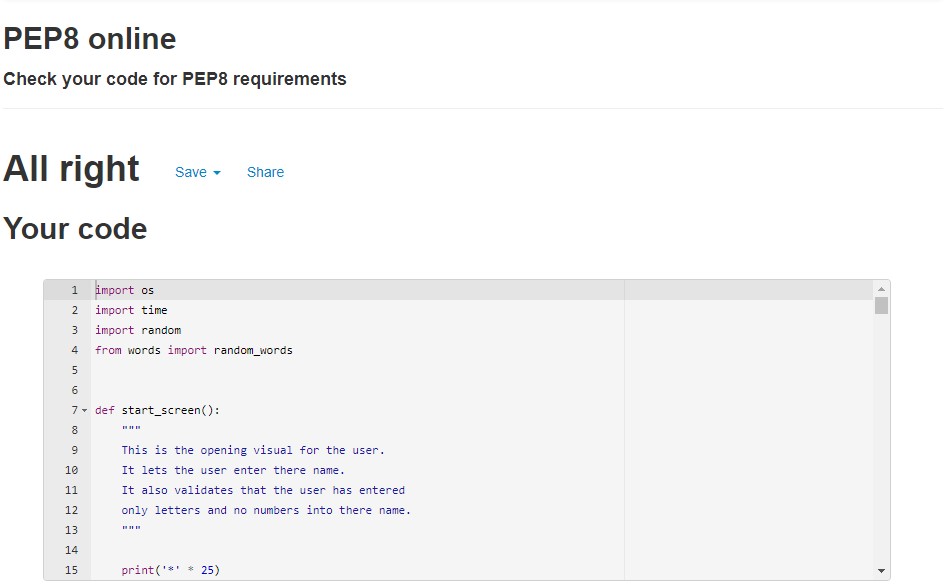 PEP8 online
Check your code for PEP8 requirements
All right Save Share
Your code
1 import os
2 import time
3 import random
4 from words import random_words
5
6
7 def start_screen():
8 """
9 This is the opening visual for the user.
10 It lets the user enter there name.
11 It also validates that the user has entered
12 only letters and no numbers into there name.
13 """
14
15 print('*' * 25)